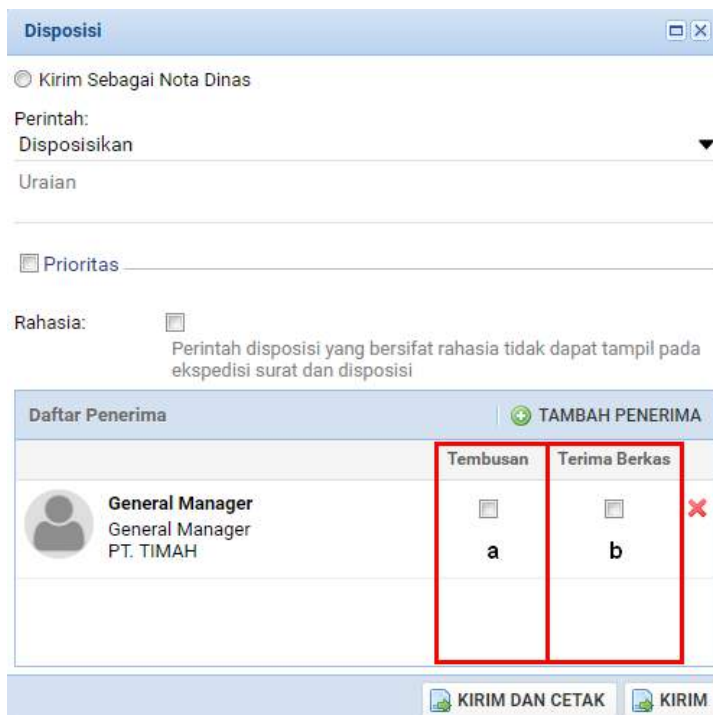 Disposisi
Kirim Sebagai Nota Dinas
Perintah:
Disposisikan
Uraian
Prioritas
Rahasia:
Perintah disposisi yang bersifat rahasia tidak dapat tampil pada
ekspedisi surat dan disposisi
Daftar Penerima TAMBAH PENERIMA
Tembusan Terima Berkas
General Manager
General Manager
PT. TIMAH
a b
KIRIM DAN CETAK KIRIM